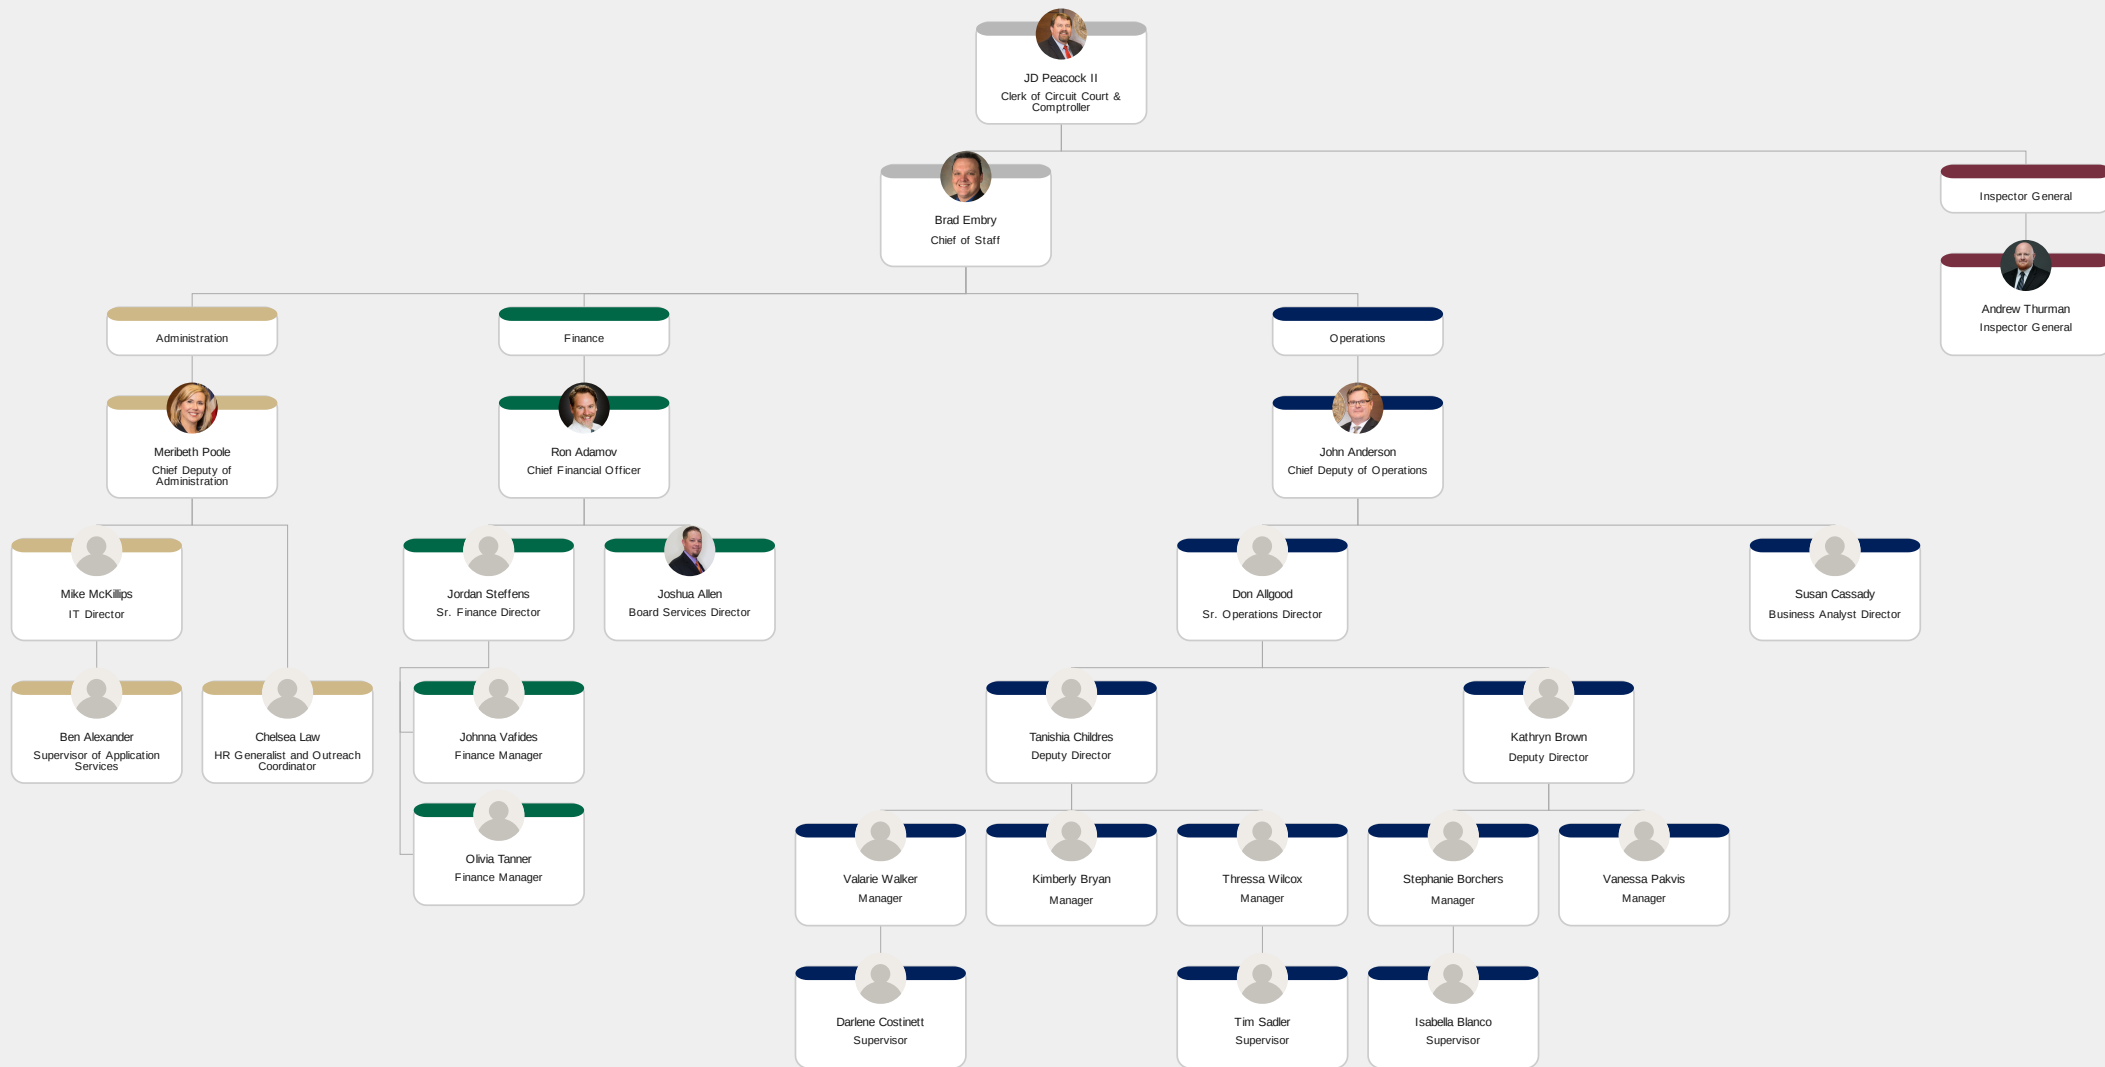 JD Peacock II
Clerk of Circuit Court &
Comptroller
Brad Embry
Chief of Staff
Inspector General
Andrew Thurman
Inspector General
Administration
Finance
Operations
Meribeth Poole
Chief Deputy of
Administration
Ron Adamov
Chief Financial Officer
John Anderson
Chief Deputy of Operations
Mike McKillips
IT Director
Jordan Steffens
Sr. Finance Director
Joshua Allen
Board Services Director
Don Allgood
Sr. Operations Director
Susan Cassady
Business Analyst Director
Ben Alexander
Supervisor of Application
Services
Chelsea Law
HR Generalist and Outreach
Coordinator
Johnna Vafides
Finance Manager
Tanishia Childres
Deputy Director
Kathryn Brown
Deputy Director
Olivia Tanner
Finance Manager
Valarie Walker
Manager
Kimberly Bryan
Manager
Thressa Wilcox
Manager
Stephanie Borchers
Manager
Vanessa Pakvis
Manager
Darlene Costinett
Supervisor
Tim Sadler
Supervisor
Isabella Blanco
Supervisor